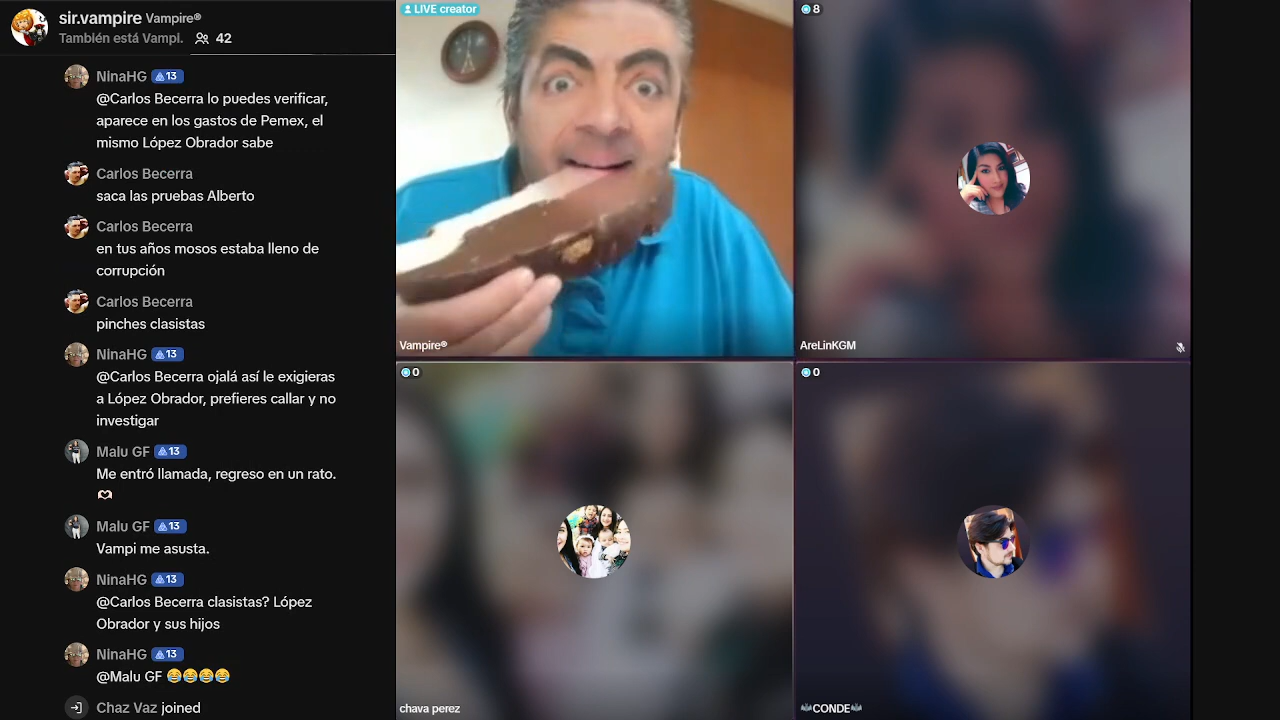 sir.vampire Vampire®
También está Vampi. 42
NinaHG 13
@Carlos Becerra lo puedes verificar,
aparece en los gastos de Pemex, el
mismo López Obrador sabe
Carlos Becerra
saca las pruebas Alberto
Carlos Becerra
en tus años mosos estaba lleno de
corrupción
Carlos Becerra
pinches clasistas
NinaHG 13
@Carlos Becerra ojalá así le exigieras
a López Obrador, prefieres callar y no
investigar
Malu GF 13
Me entró llamada, regreso en un rato.
🫶🏻
Malu GF 13
Vampi me asusta.
NinaHG 13
@Carlos Becerra clasistas? López
Obrador y sus hijos
NinaHG 13
@Malu GF 😂😂😂😂
Chaz Vaz joined
LIVE creator
Vampire®
8
AreLinKGM
0
chava perez
0
🦇CONDE🦇